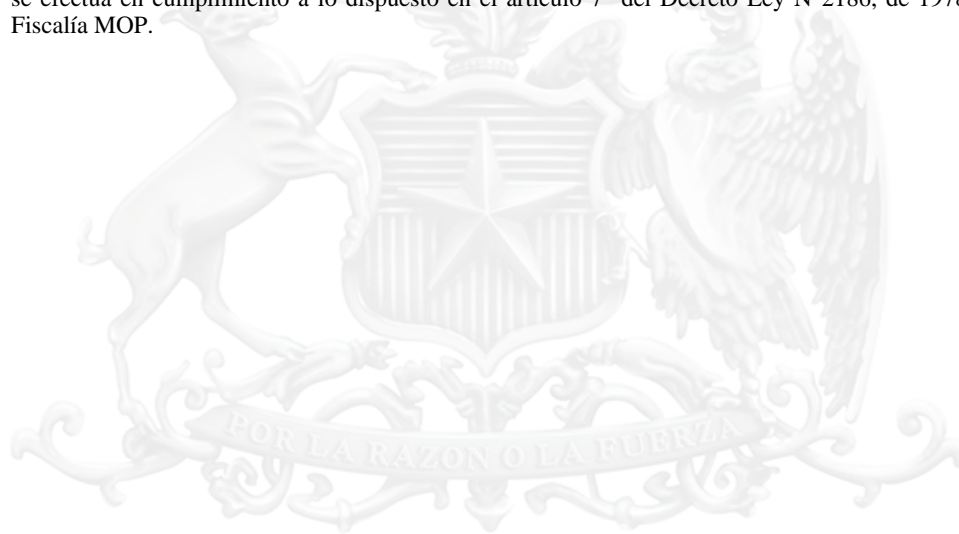 se efectúa en cumplimiento a lo dispuesto en el artículo 7° del Decreto Ley N°2186, de 1978
Fiscalía MOP.
POR LA RAZON O LA FUERZA